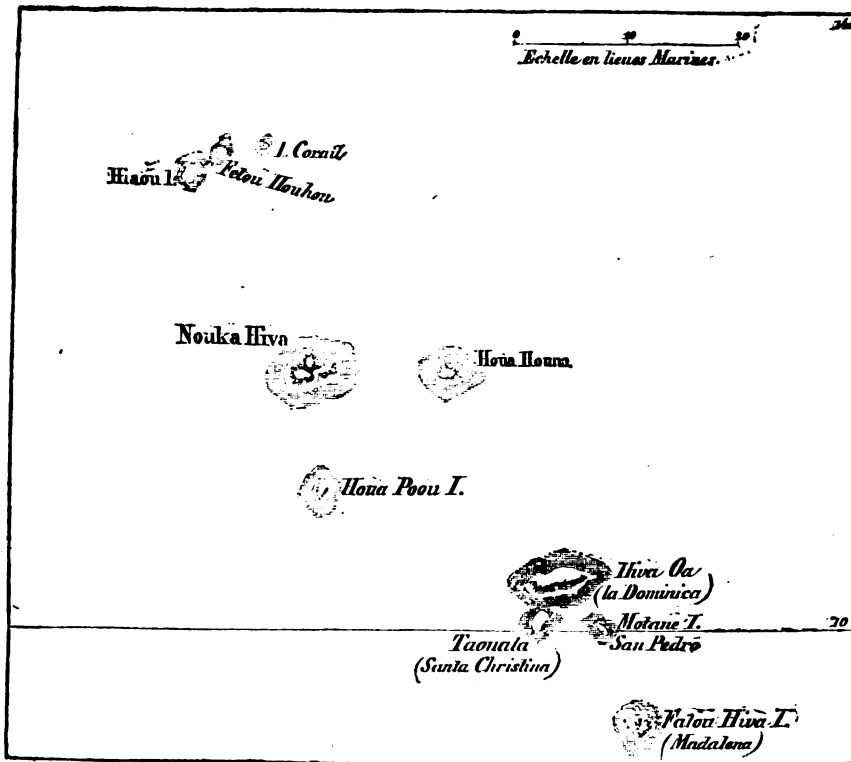 0 10 20
Echelle en lieues Marines.
I. Corail
Hiaou I.
Fetou Houhou
Nouka Hiva
Houa Houna
Houa Poou I.
Hiva Oa
(la Dominica)
Motane I.
San Pedro
10
Taouata
(Santa Christina)
Fatou Hiva I.
(Madalena)